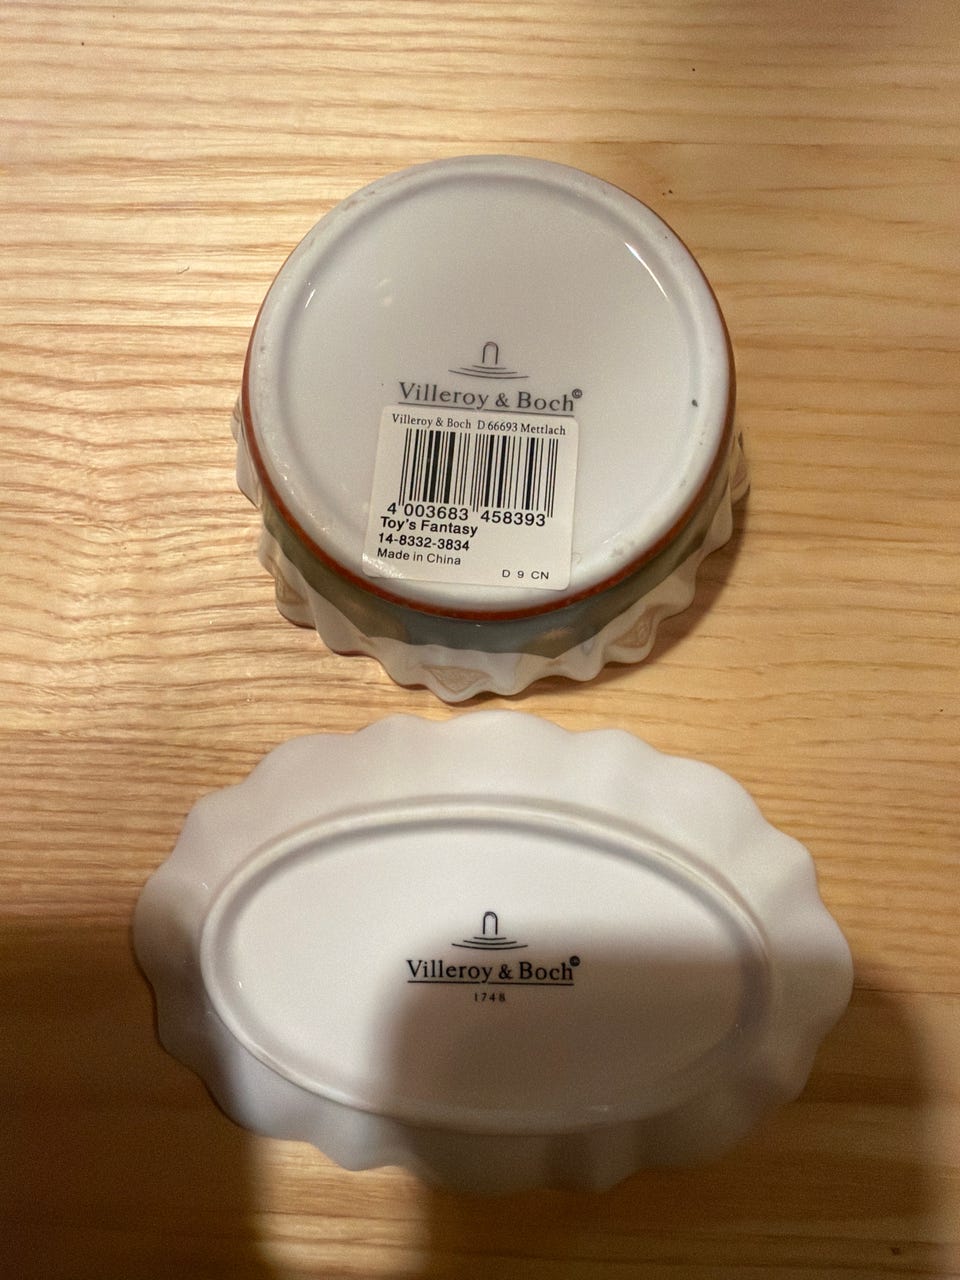 Villeroy & Boch©
Villeroy & Boch D 66693 Mettlach
4 003683 458393
Toy's Fantasy
14-8332-3834
Made in China
D 9 CN
Villeroy & Boch©
1748